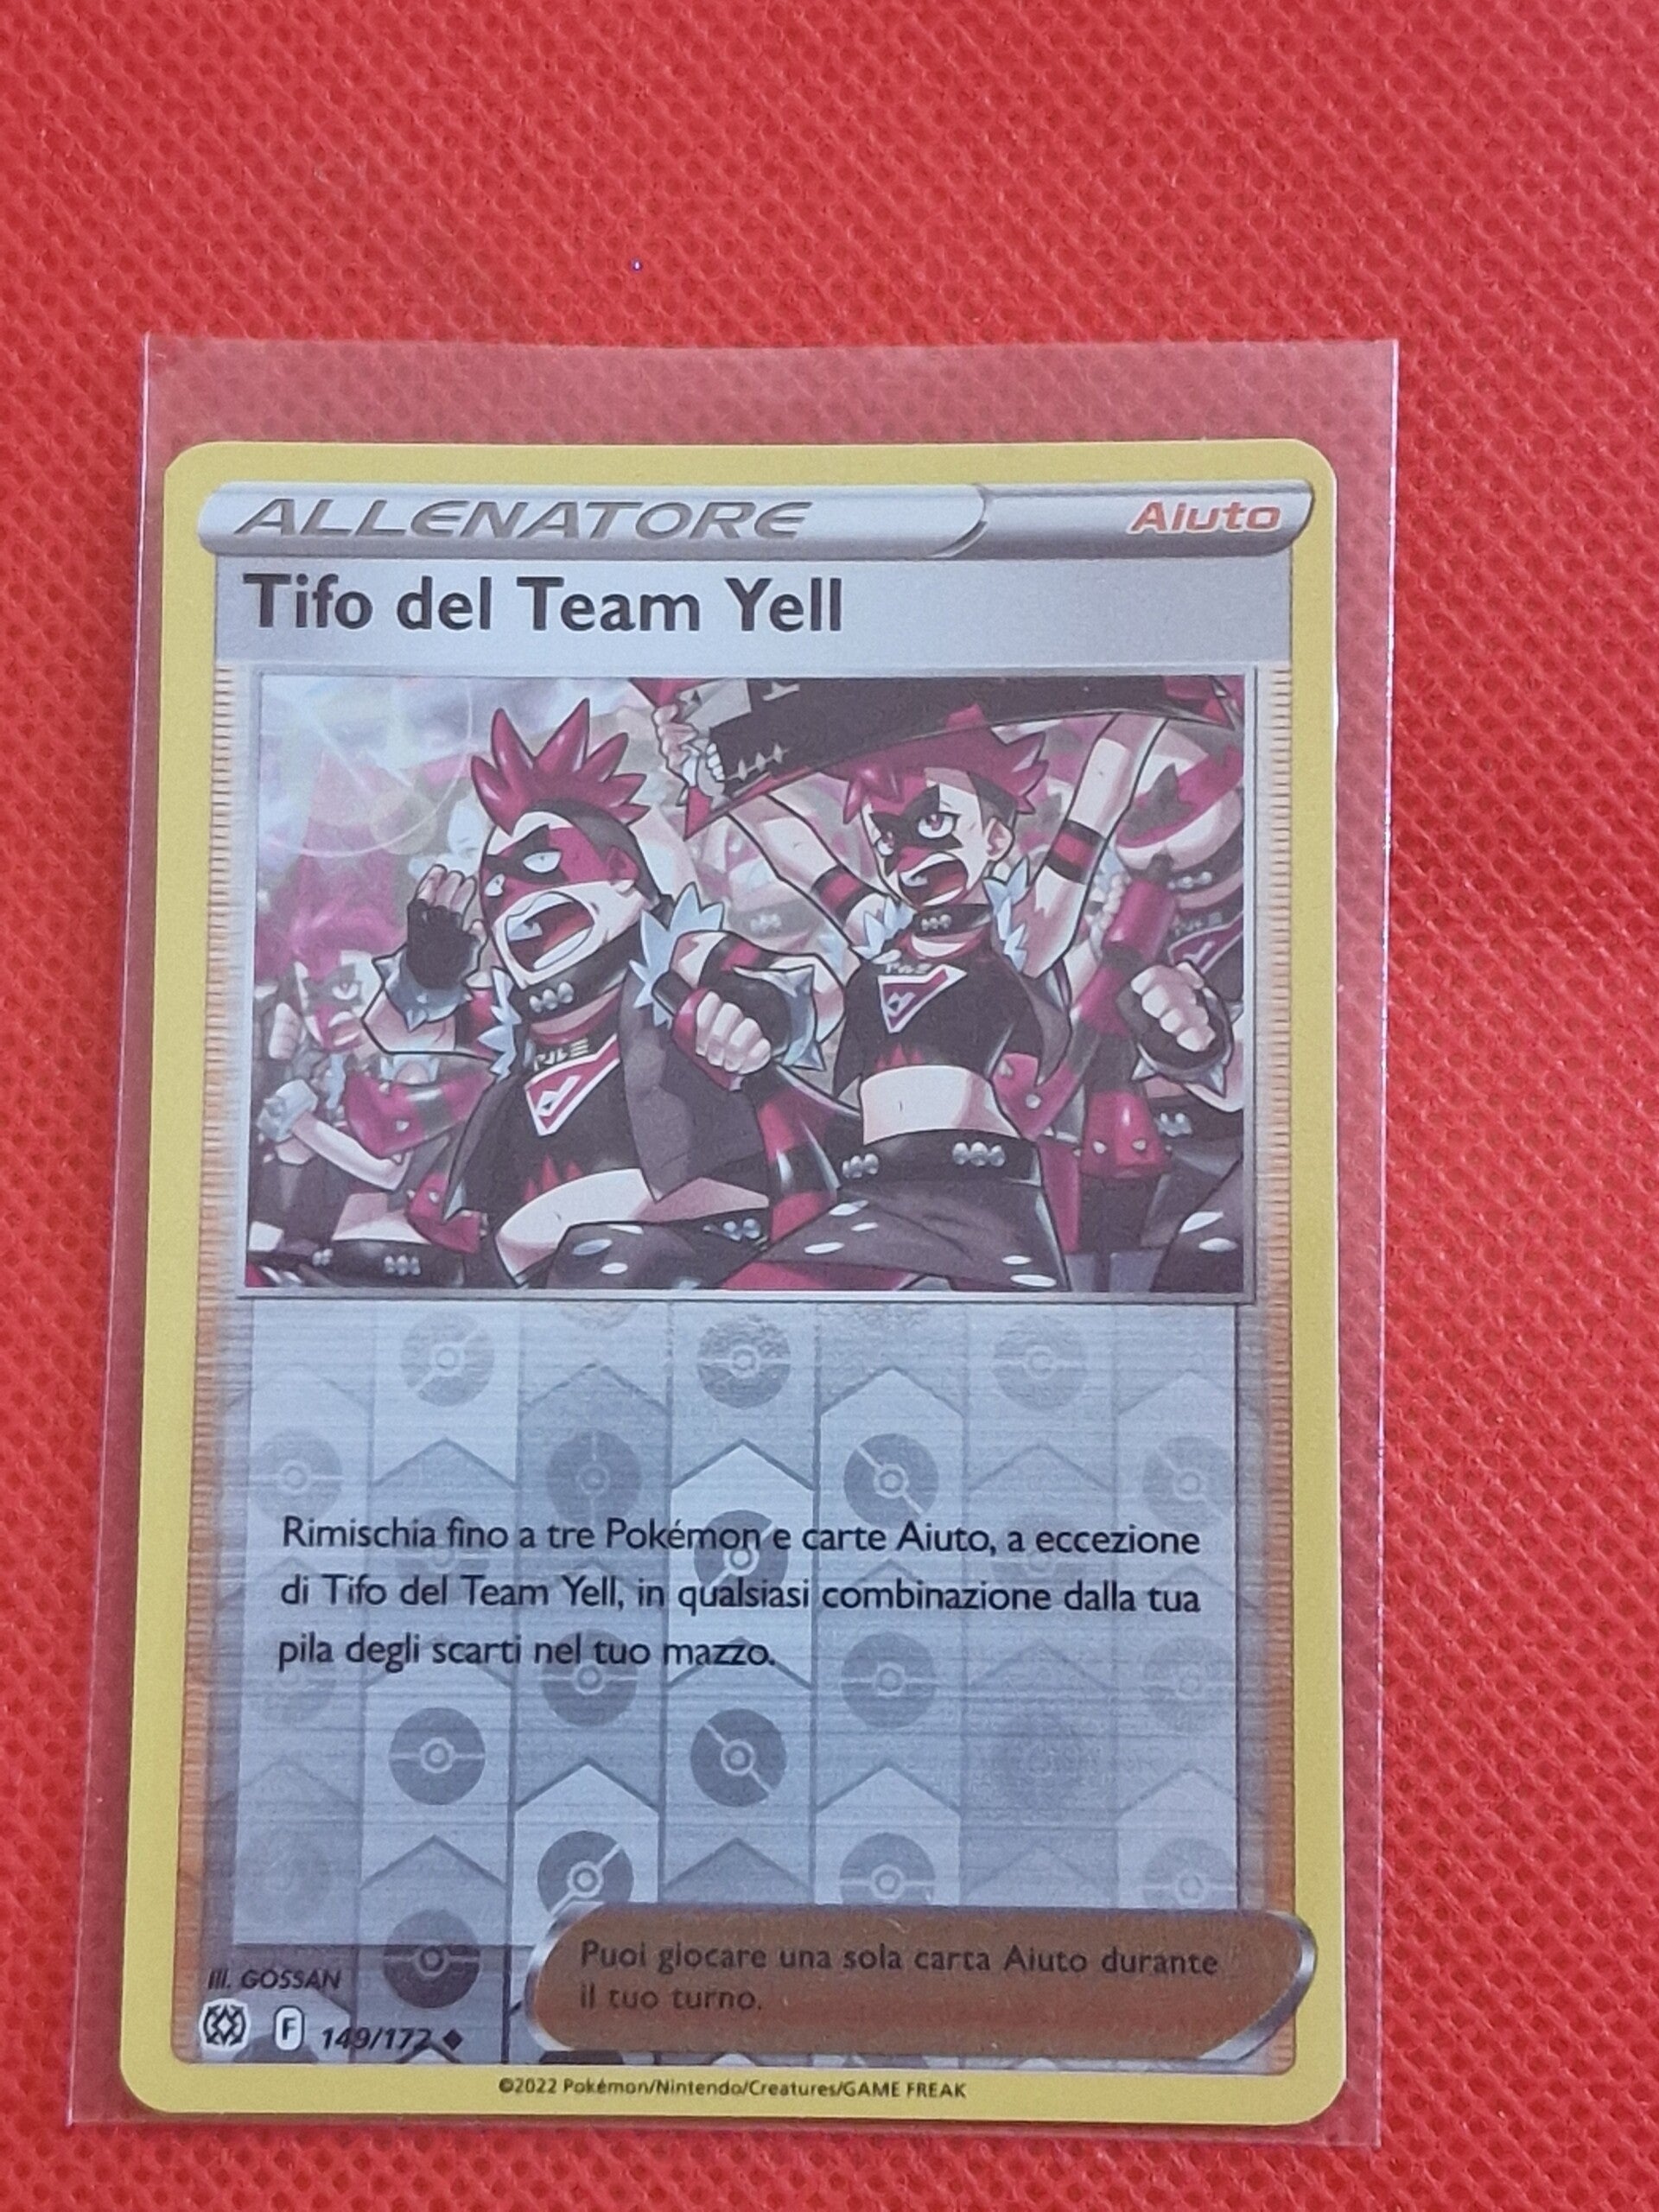 ALLENATORE
Aiuto
Tifo del Team Yell
Rimischia fino a tre Pokémon e carte Aiuto, a eccezione
di Tifo del Team Yell, in qualsiasi combinazione dalla tua
pila degli scarti nel tuo mazzo.
Puoi giocare una sola carta Aiuto durante
il tuo turno.
Ill. GOSSAN
F 149/172
©2022 Pokémon/Nintendo/Creatures/GAME FREAK